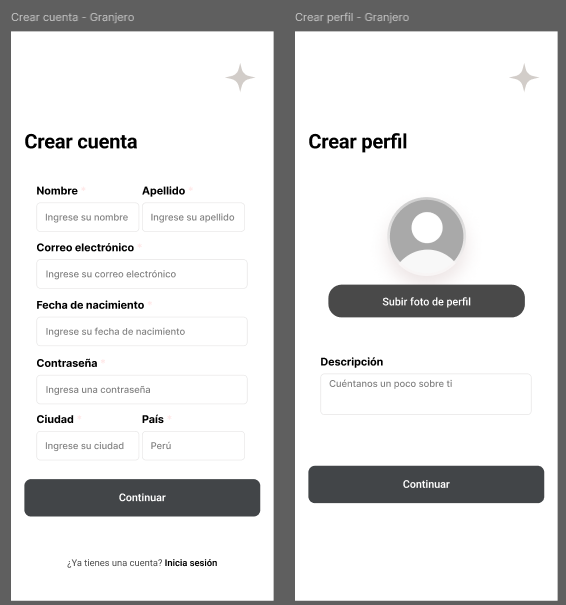 Crear cuenta - Granjero
Crear cuenta
Nombre *
Apellido *
Ingrese su nombre
Ingrese su apellido
Correo electrónico *
Ingrese su correo electrónico
Fecha de nacimiento *
Ingrese su fecha de nacimiento
Contraseña *
Ingresa una contraseña
Ciudad *
País *
Ingrese su ciudad
Perú
Continuar
¿Ya tienes una cuenta? Inicia sesión
Crear perfil - Granjero
Crear perfil
Subir foto de perfil
Descripción
Cuéntanos un poco sobre ti
Continuar